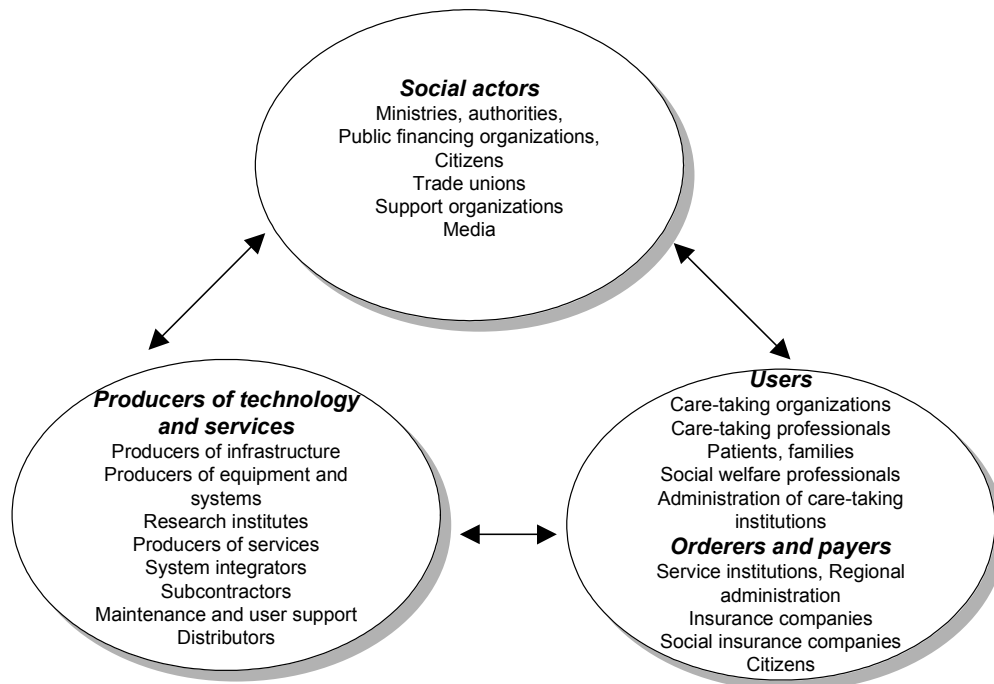 Social actors
Ministries, authorities,
Public financing organizations,
Citizens
Trade unions
Support organizations
Media
Producers of technology
and services
Producers of infrastructure
Producers of equipment and
systems
Research institutes
Producers of services
System integrators
Subcontractors
Maintenance and user support
Distributors
Users
Care-taking organizations
Care-taking professionals
Patients, families
Social welfare professionals
Administration of care-taking
institutions
Orderers and payers
Service institutions, Regional
administration
Insurance companies
Social insurance companies
Citizens